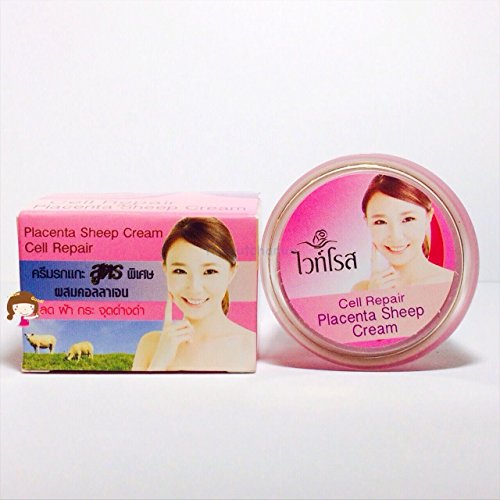 Cell Repair
Placenta Sheep Cream
Placenta Sheep Cream
Cell Repair
ครีมรกแกะ สูตร พิเศษ
ผสมคอลลาเจน
ลด ฝ้า กระ จุดด่างดำ
ไวท์โรส
Cell Repair
Placenta Sheep
Cream